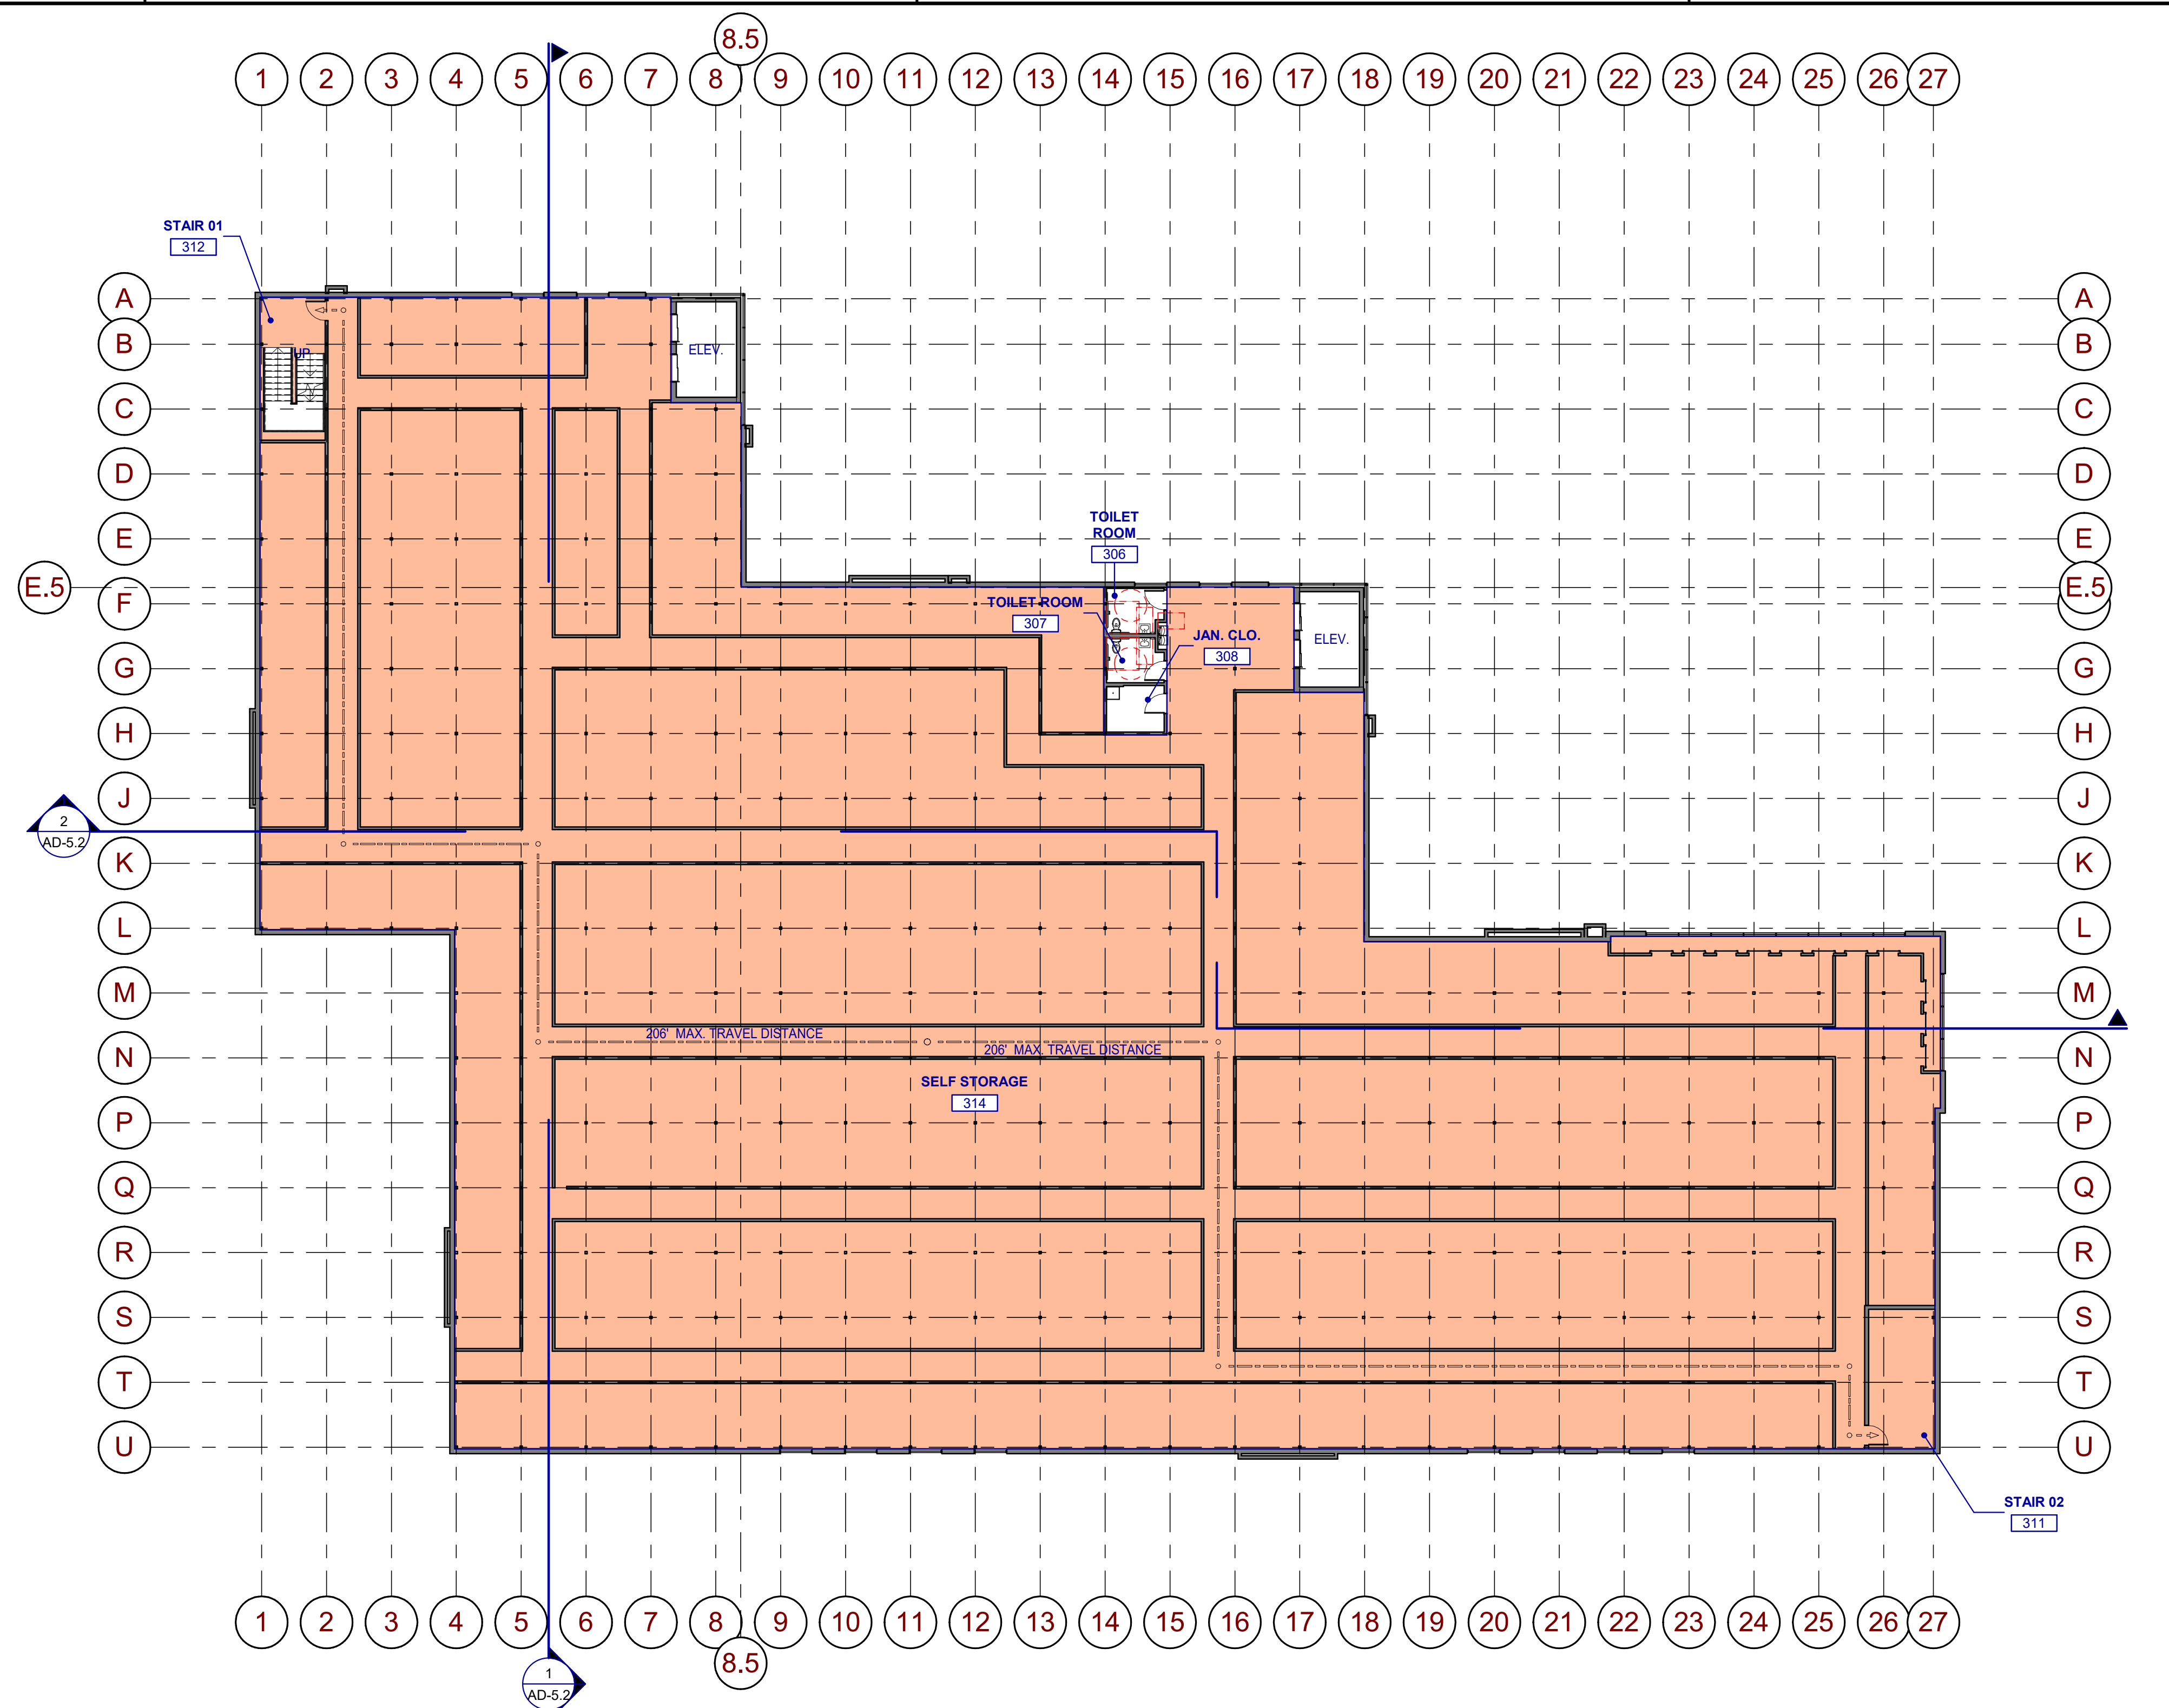 8.5
1 2 3 4 5 6 7 8 9 10 11 12 13 14 15 16 17 18 19 20 21 22 23 24 25 26 27
STAIR 01
312
A A
UP
B ELEV. B
C C
D D
TOILET
ROOM
306
E E
E.5 E.5
F
TOILET ROOM
307
JAN. CLO.
308
ELEV.
G G
H H
J J
2
AD-5.2
K K
L L
M M
206' MAX. TRAVEL DISTANCE
206' MAX. TRAVEL DISTANCE
N N
SELF STORAGE
314
P P
Q Q
R R
S S
T T
U U
STAIR 02
311
1 2 3 4 5 6 7 8 9 10 11 12 13 14 15 16 17 18 19 20 21 22 23 24 25 26 27
8.5
1
AD-5.2